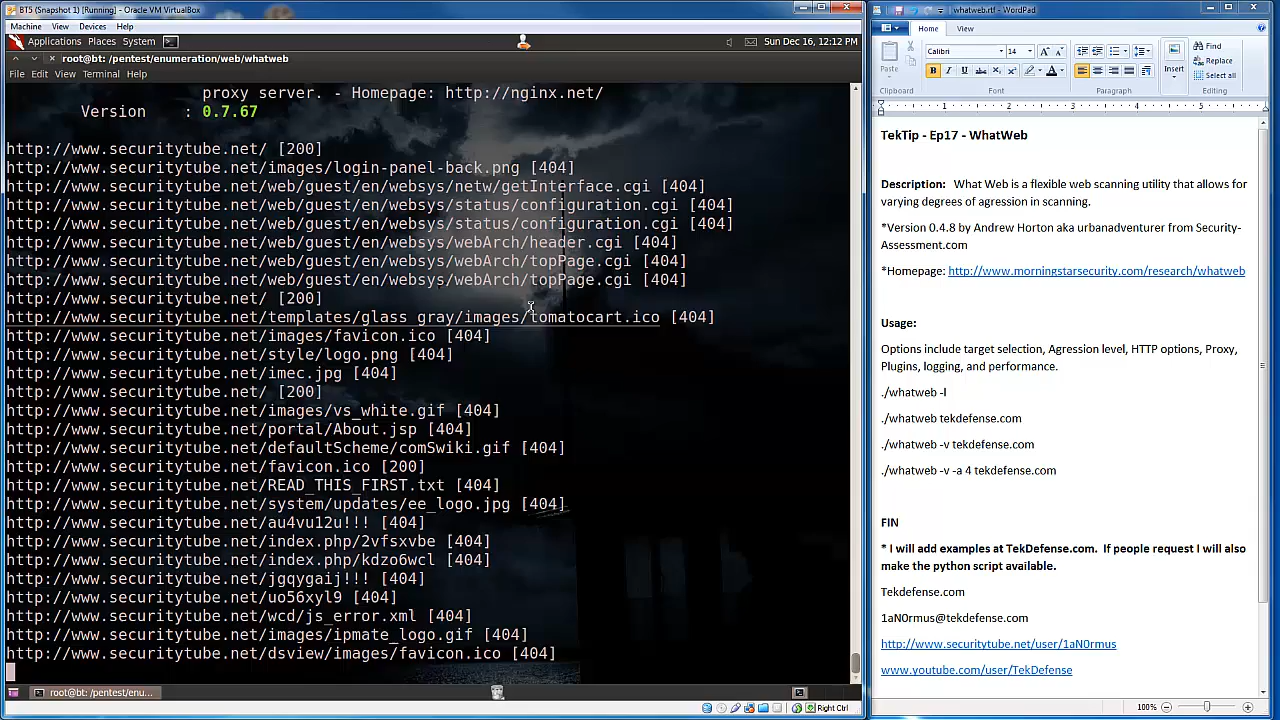 BT5 (Snapshot 1) [Running] - Oracle VM VirtualBox
Machine View Devices Help
Applications Places System
Sun Dec 16, 12:12 PM
root@bt: /pentest/enumeration/web/whatweb
File Edit View Terminal Help
proxy server. - Homepage: http://nginx.net/
Version : 0.7.67
http://www.securitytube.net/ [200]
http://www.securitytube.net/images/login-panel-back.png [404]
http://www.securitytube.net/web/guest/en/websys/netw/getInterface.cgi [404]
http://www.securitytube.net/web/guest/en/websys/status/configuration.cgi [404]
http://www.securitytube.net/web/guest/en/websys/status/configuration.cgi [404]
http://www.securitytube.net/web/guest/en/websys/webArch/header.cgi [404]
http://www.securitytube.net/web/guest/en/websys/webArch/topPage.cgi [404]
http://www.securitytube.net/web/guest/en/websys/webArch/topPage.cgi [404]
http://www.securitytube.net/ [200]
http://www.securitytube.net/templates/glass_gray/images/tomatocart.ico [404]
http://www.securitytube.net/images/favicon.ico [404]
http://www.securitytube.net/style/logo.png [404]
http://www.securitytube.net/imec.jpg [404]
http://www.securitytube.net/ [200]
http://www.securitytube.net/images/vs_white.gif [404]
http://www.securitytube.net/portal/About.jsp [404]
http://www.securitytube.net/defaultScheme/comSwiki.gif [404]
http://www.securitytube.net/favicon.ico [200]
http://www.securitytube.net/READ_THIS_FIRST.txt [404]
http://www.securitytube.net/system/updates/ee_logo.jpg [404]
http://www.securitytube.net/au4vu12u!!! [404]
http://www.securitytube.net/index.php/2vfsxvbe [404]
http://www.securitytube.net/index.php/kdzo6wcl [404]
http://www.securitytube.net/jgqygaij!!! [404]
http://www.securitytube.net/uo56xyl9 [404]
http://www.securitytube.net/wcd/js_error.xml [404]
http://www.securitytube.net/images/ipmate_logo.gif [404]
http://www.securitytube.net/dsview/images/favicon.ico [404]
root@bt: /pentest/enu...
Right Ctrl
whatweb.rtf - WordPad
Home View
Paste
Calibri 14
Insert
Find
Replace
Select all
Clipboard Font Paragraph Editing
1 2 3 4 5
TekTip - Ep17 - WhatWeb
Description: What Web is a flexible web scanning utility that allows for
varying degrees of agression in scanning.
*Version 0.4.8 by Andrew Horton aka urbanadventurer from Security-
Assessment.com
*Homepage: http://www.morningstarsecurity.com/research/whatweb
Usage:
Options include target selection, Agression level, HTTP options, Proxy,
Plugins, logging, and performance.
./whatweb -l
./whatweb tekdefense.com
./whatweb -v tekdefense.com
./whatweb -v -a 4 tekdefense.com
FIN
* I will add examples at TekDefense.com. If people request I will also
make the python script available.
Tekdefense.com
1aN0rmus@tekdefense.com
http://www.securitytube.net/user/1aN0rmus
www.youtube.com/user/TekDefense
100%